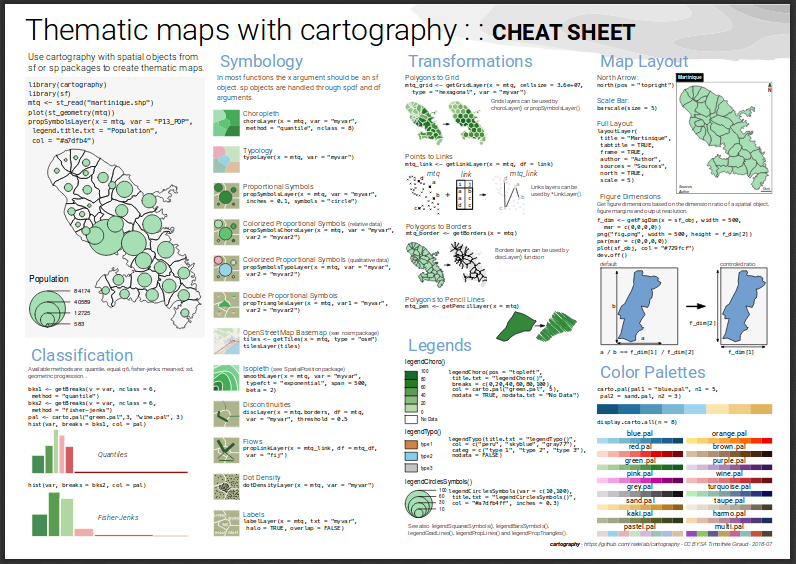 Thematic maps with cartography : : CHEAT SHEET
Use cartography with spatial objects from
sf or sp packages to create thematic maps.
library(cartography)
library(sf)
mtq <- st_read("martinique.shp")
plot(st_geometry(mtq))
propSymbolsLayer(x = mtq, var = "P13_POP",
legend.title.txt = "Population",
col = "#a7dfb4")
Population
84174
40589
12725
583
Classification
Available methods are: quantile, equal, q6, fisher-jenks, mean-sd, sd,
geometric progression...
bks1 <- getBreaks(v = var, nclass = 6,
method = "quantile")
bks2 <- getBreaks(v = var, nclass = 6,
method = "fisher-jenks")
pal <- carto.pal("green.pal",3, "wine.pal", 3)
hist(var, breaks = bks1, col = pal)
Quantiles
hist(var, breaks = bks2, col = pal)
Fisher-Jenks
Symbology
In most functions the x argument should be an sf
object. sp objects are handled through spdf and df
arguments.
Choropleth
choroLayer(x = mtq, var = "myvar",
method = "quantile", nclass = 8)
Typology
typoLayer(x = mtq, var = "myvar")
Proportional Symbols
propSymbolsLayer(x = mtq, var = "myvar",
inches = 0.1, symbols = "circle")
Colorized Proportional Symbols (relative data)
propSymbolsChoroLayer(x = mtq, var = "myvar",
var2 = "myvar2")
Colorized Proportional Symbols (qualitative data)
propSymbolsTypoLayer(x = mtq, var = "myvar",
var2 = "myvar2")
Double Proportional Symbols
propTrianglesLayer(x = mtq, var1 = "myvar",
var2 = "myvar2")
OpenStreetMap Basemap (see rosm package)
tiles <- getTiles(x = mtq, type = "osm")
tilesLayer(tiles)
Isopleth (see SpatialPosition package)
smoothLayer(x = mtq, var = "myvar",
typefct = "exponential", span = 500,
beta = 2)
Discontinuities
discLayer(x = mtq.borders, df = mtq,
var = "myvar", threshold = 0.5)
Flows
propLinkLayer(x = mtq_link, df = mtq_df,
var = "fij")
Dot Density
dotDensityLayer(x = mtq, var = "myvar")
Labels
labelLayer(x = mtq, txt = "myvar",
halo = TRUE, overlap = FALSE)
Transformations
Polygons to Grid
mtq_grid <- getGridLayer(x = mtq, cellsize = 3.6e+07,
type = "hexagonal", var = "myvar")
Grids layers can be used by
choroLayer() or propSymbolsLayer().
Points to Links
mtq_link <- getLinkLayer(x = mtq, df = link)
mtq
link
mtq_link
Links layers can be
used by *LinkLayer().
Polygons to Borders
mtq_border <- getBorders(x = mtq)
Borders layers can be used by
discLayer() function
Polygons to Pencil Lines
mtq_pen <- getPencilLayer(x = mtq)
Legends
legendChoro()
100
80
60
40
20
0
No Data
legendChoro(pos = "topleft",
title.txt = "legendChoro()",
breaks = c(0,20,40,60,80,100),
col = carto.pal("green.pal", 5),
nodata = TRUE, nodata.txt = "No Data")
legendTypo()
type 1
type 2
type 3
legendTypo(title.txt = "legendTypo()",
col = c("peru", "skyblue", "gray77"),
categ = c("type 1", "type 2", "type 3"),
nodata = FALSE)
legendCirclesSymbols()
100
60
30
10
legendCirclesSymbols(var = c(10,100),
title.txt = "legendCirclesSymbols()",
col = "#a7dfb4ff", inches = 0.3)
See also legendSquaresSymbols(), legendBarsSymbols(),
legendGradLines(), legendPropLines() and legendPropTriangles().
Map Layout
North Arrow:
north(pos = "topright")
Scale Bar:
barscale(size = 5)
Full Layout:
layoutLayer(
title = "Martinique",
tabtitle = TRUE,
frame = TRUE,
author = "Author",
sources = "Sources",
north = TRUE,
scale = 5)
Martinique
N
Sources
Author
Figure Dimensions
Get figure dimensions based on the dimension ratio of a spatial object,
figure margins and output resolution.
f_dim <- getFigDim(x = sf_obj, width = 500,
mar = c(0,0,0,0))
png("fig.png", width = 500, height = f_dim[2])
par(mar = c(0,0,0,0))
plot(sf_obj, col = "#729fcf")
dev.off()
default
controlled ratio
b
a
f_dim[2]
a / b == f_dim[1] / f_dim[2]
f_dim[1]
Color Palettes
carto.pal(pal1 = "blue.pal", n1 = 5,
pal2 = sand.pal, n2 = 3)
display.carto.all(n = 8)
blue.pal
orange.pal
red.pal
brown.pal
green.pal
purple.pal
pink.pal
wine.pal
grey.pal
turquoise.pal
sand.pal
taupe.pal
kaki.pal
harmo.pal
pastel.pal
multi.pal
cartography - https://github.com/riatelab/cartography - CC BY SA Timothée Giraud - 2018-07